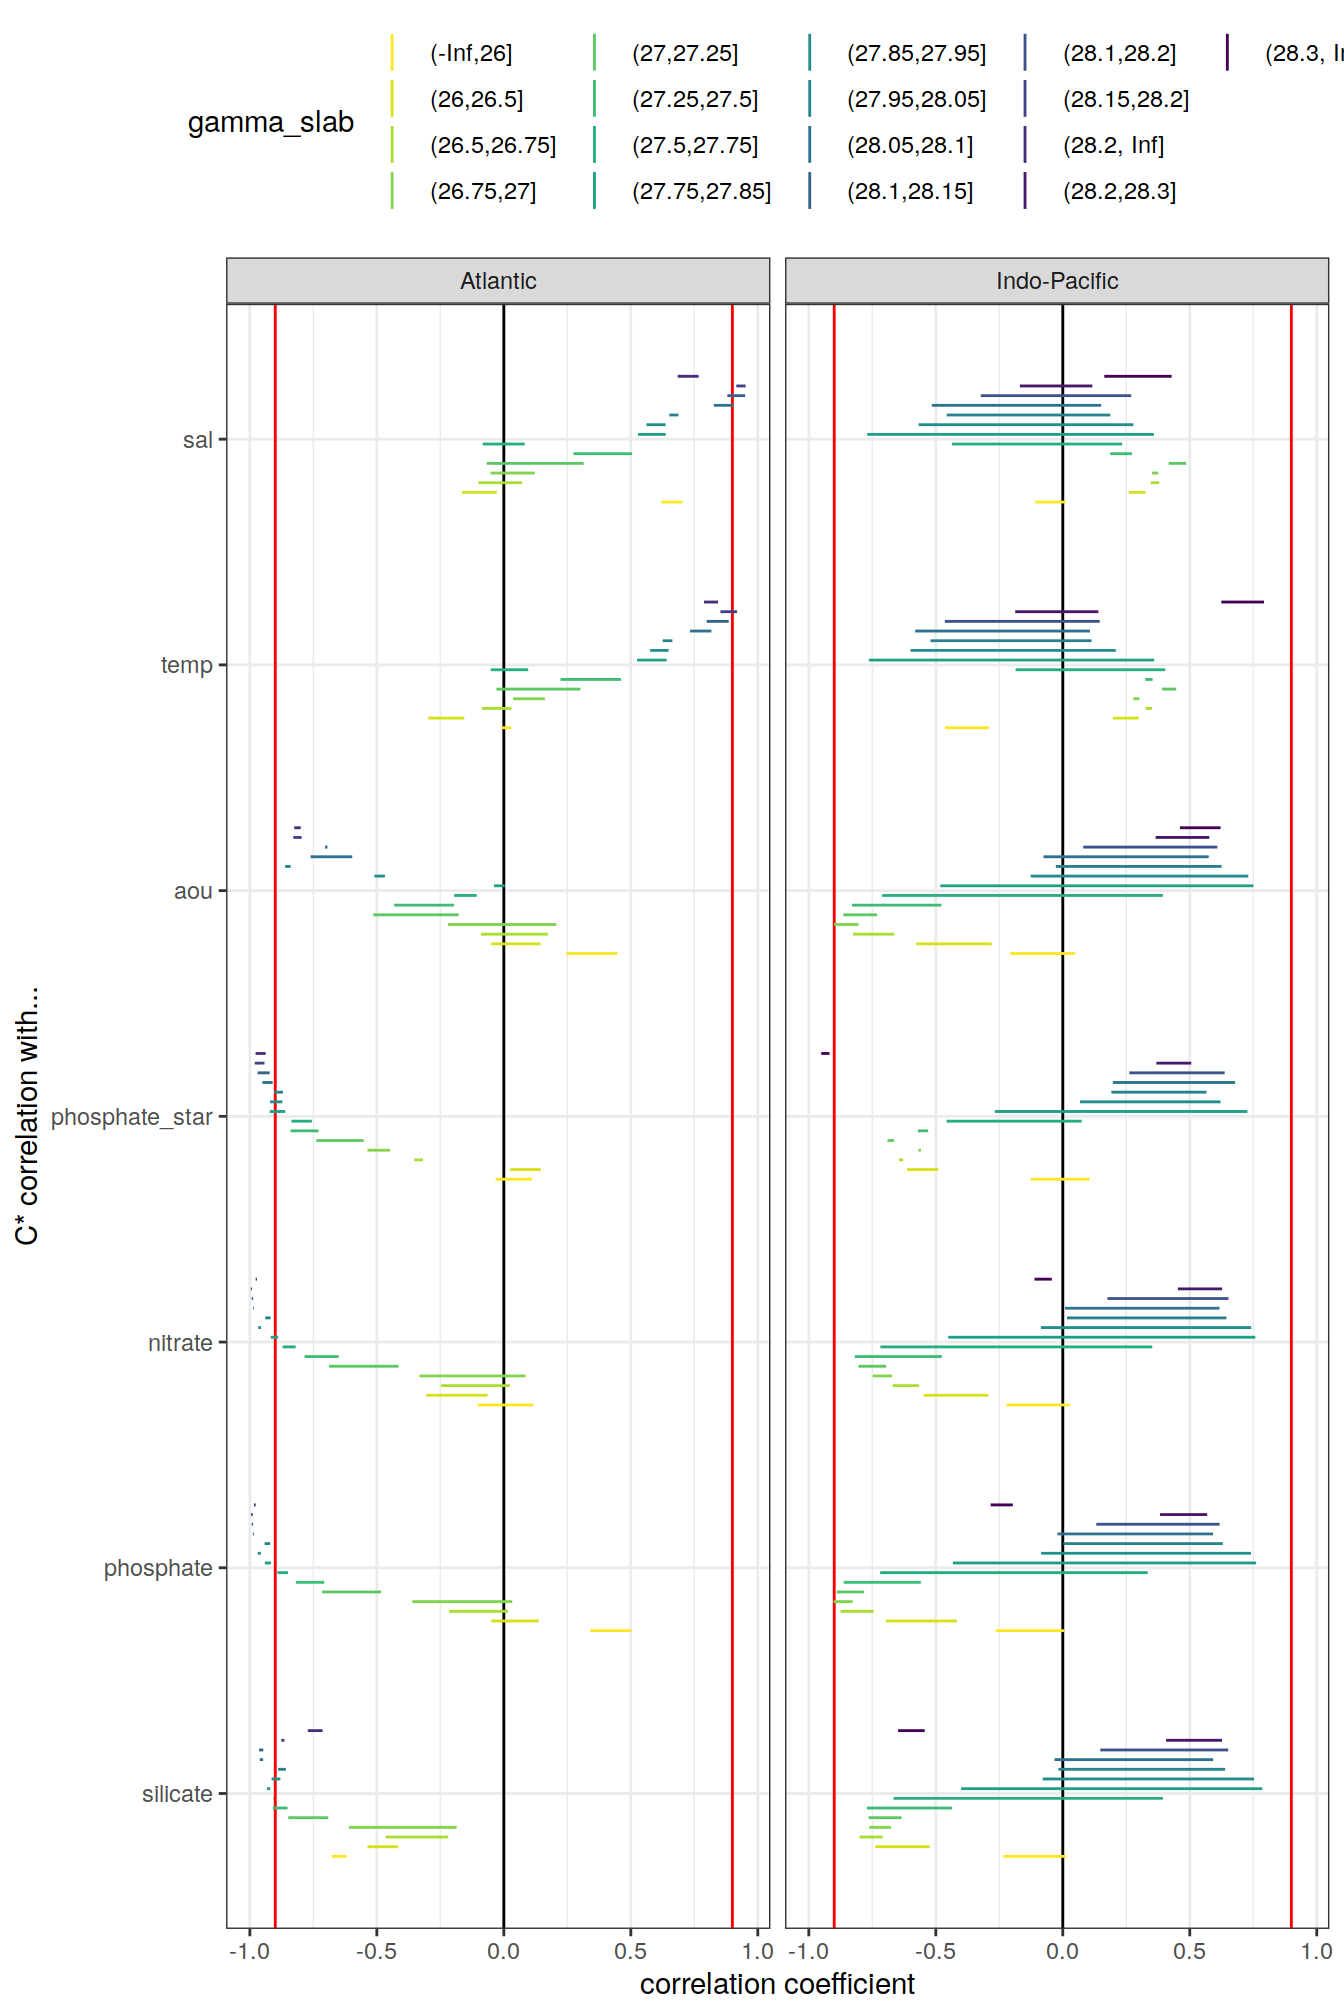 gamma_slab
(-Inf,26]
(26,26.5]
(26.5,26.75]
(26.75,27]
(27,27.25]
(27.25,27.5]
(27.5,27.75]
(27.75,27.85]
(27.85,27.95]
(27.95,28.05]
(28.05,28.1]
(28.1,28.15]
(28.1,28.2]
(28.15,28.2]
(28.2, Inf]
(28.2,28.3]
(28.3,
Atlantic
Indo-Pacific
C* correlation with...
sal
temp
aou
phosphate_star
nitrate
phosphate
silicate
-1.0 -0.5 0.0 0.5 1.0
-1.0 -0.5 0.0 0.5 1.0
correlation coefficient